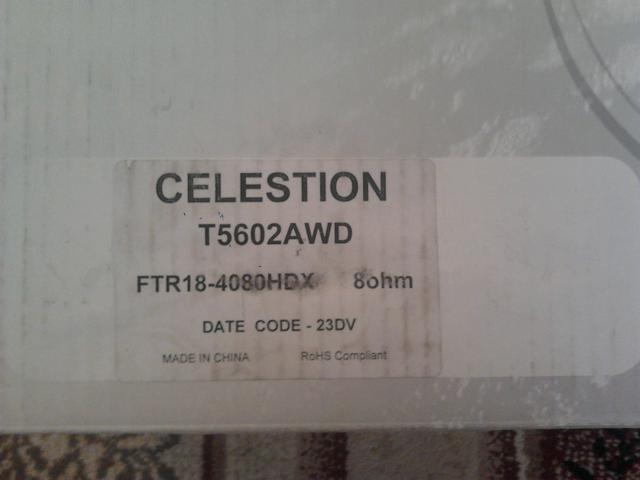 CELESTION
T5602AWD
FTR18-4080HDX 8ohm
DATE CODE - 23DV
MADE IN CHINA RoHS Compliant